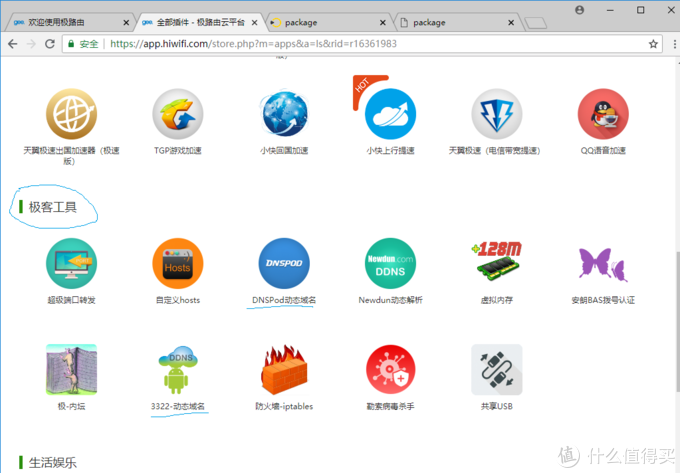 欢迎使用极路由
全部插件 - 极路由云平台
package
package
安全 | https://app.hiwifi.com/store.php?m=apps&a=ls&rid=r16361983
HOT
天翼极速出国加速器（极速版）
TGP游戏加速
小快回国加速
小快上行提速
天翼极速（电信带宽提速）
QQ语音加速
极客工具
Hosts
DNSPOD
Newdun.com
DDNS
+128M
超级端口转发
自定义hosts
DNSPod动态域名
Newdun动态解析
虚拟内存
安朗BAS拨号认证
DDNS
极-内坛
3322-动态域名
防火墙-iptables
勒索病毒杀手
共享USB
生活娱乐
值 什么值得买